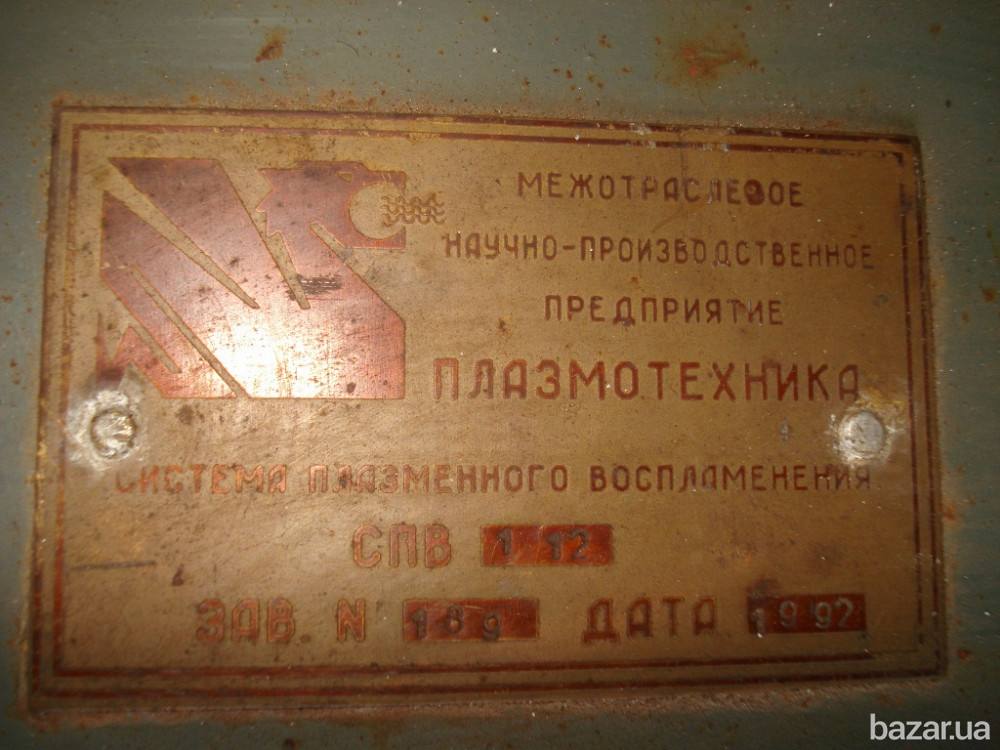 МЕЖОТРАСЛЕВОЕ
НАУЧНО-ПРОИЗВОДСТВЕННОЕ
ПРЕДПРИЯТИЕ
ПЛАЗМОТЕХНИКА
СИСТЕМА ПЛАЗМЕННОГО ВОСПЛАМЕНЕНИЯ
СПВ 1 12
ЗАВ. N 189 ДАТА 1992
bazar.ua